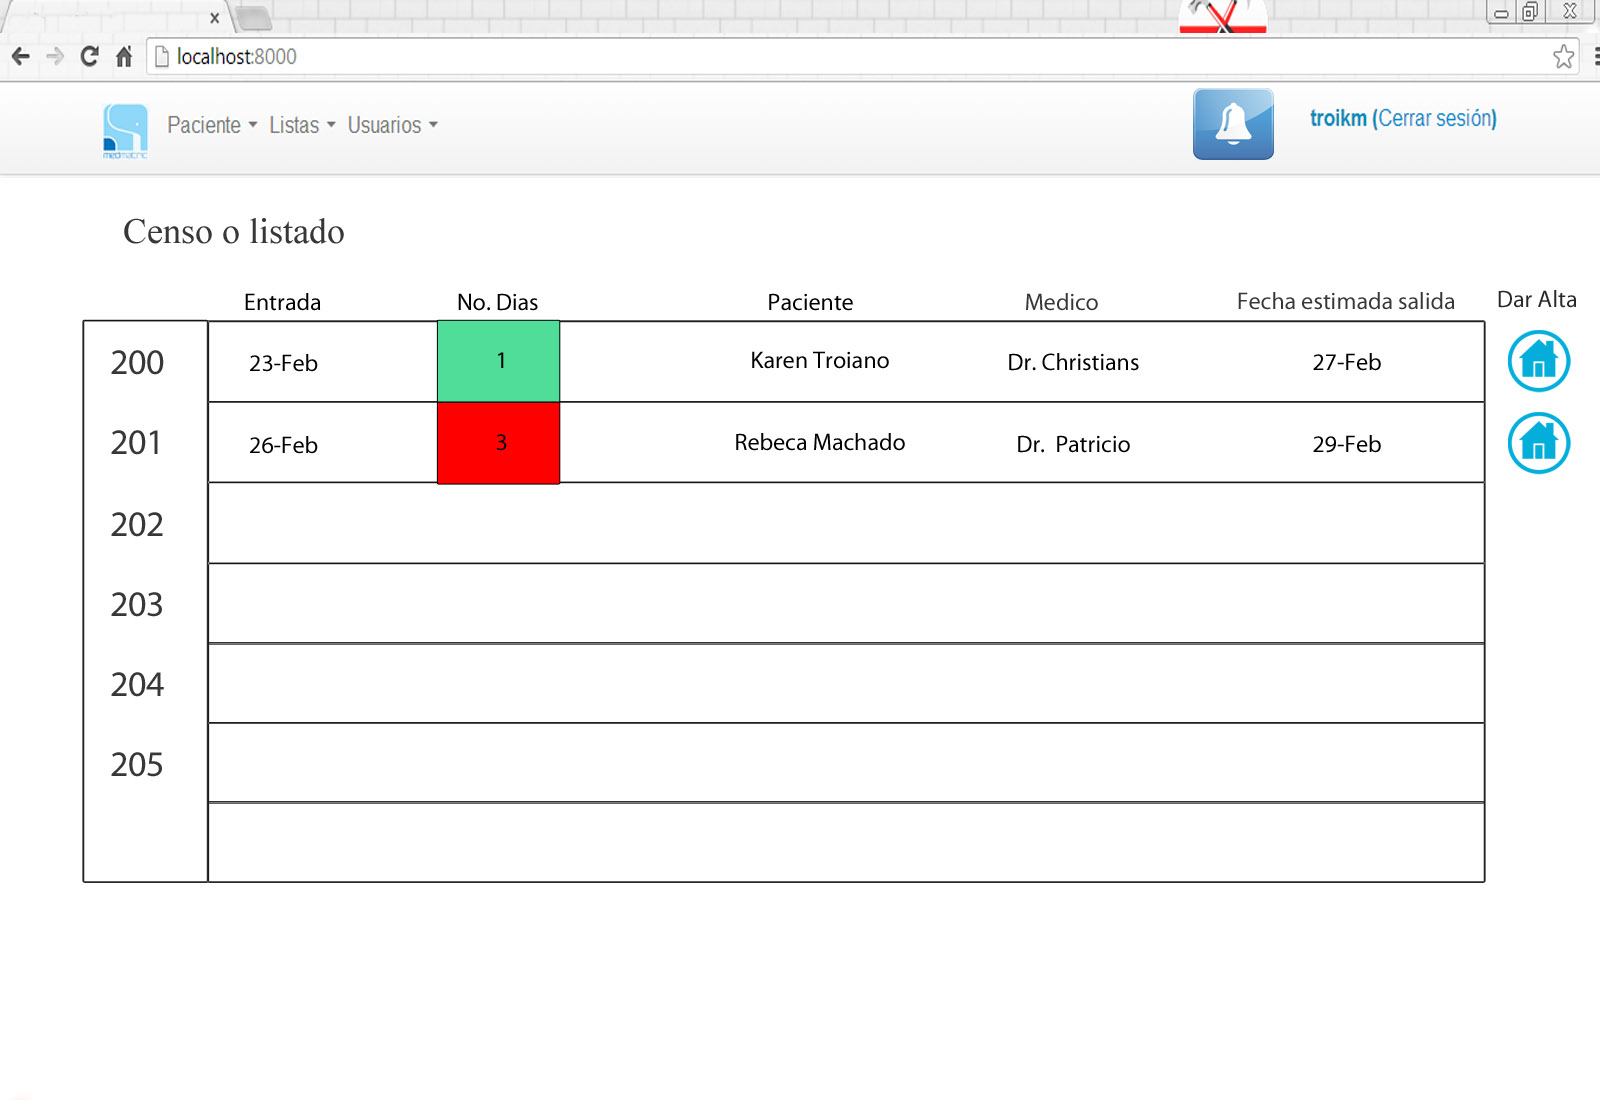 x
localhost:8000
medmatric
Paciente Listas Usuarios
troikm (Cerrar sesión)
Censo o listado
Entrada No. Dias Paciente Medico Fecha estimada salida Dar Alta
200 23-Feb 1 Karen Troiano Dr. Christians 27-Feb
201 26-Feb 3 Rebeca Machado Dr. Patricio 29-Feb
202
203
204
205